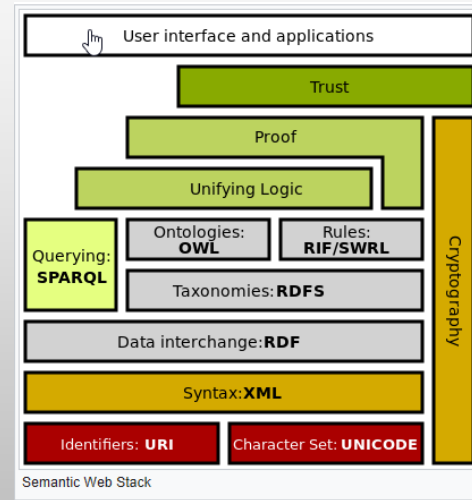 User interface and applications
Trust
Proof
Unifying Logic
Querying:
SPARQL
Ontologies:
OWL
Rules:
RIF/SWRL
Taxonomies:RDFS
Cryptography
Data interchange:RDF
Syntax:XML
Identifiers: URI
Character Set: UNICODE
Semantic Web Stack